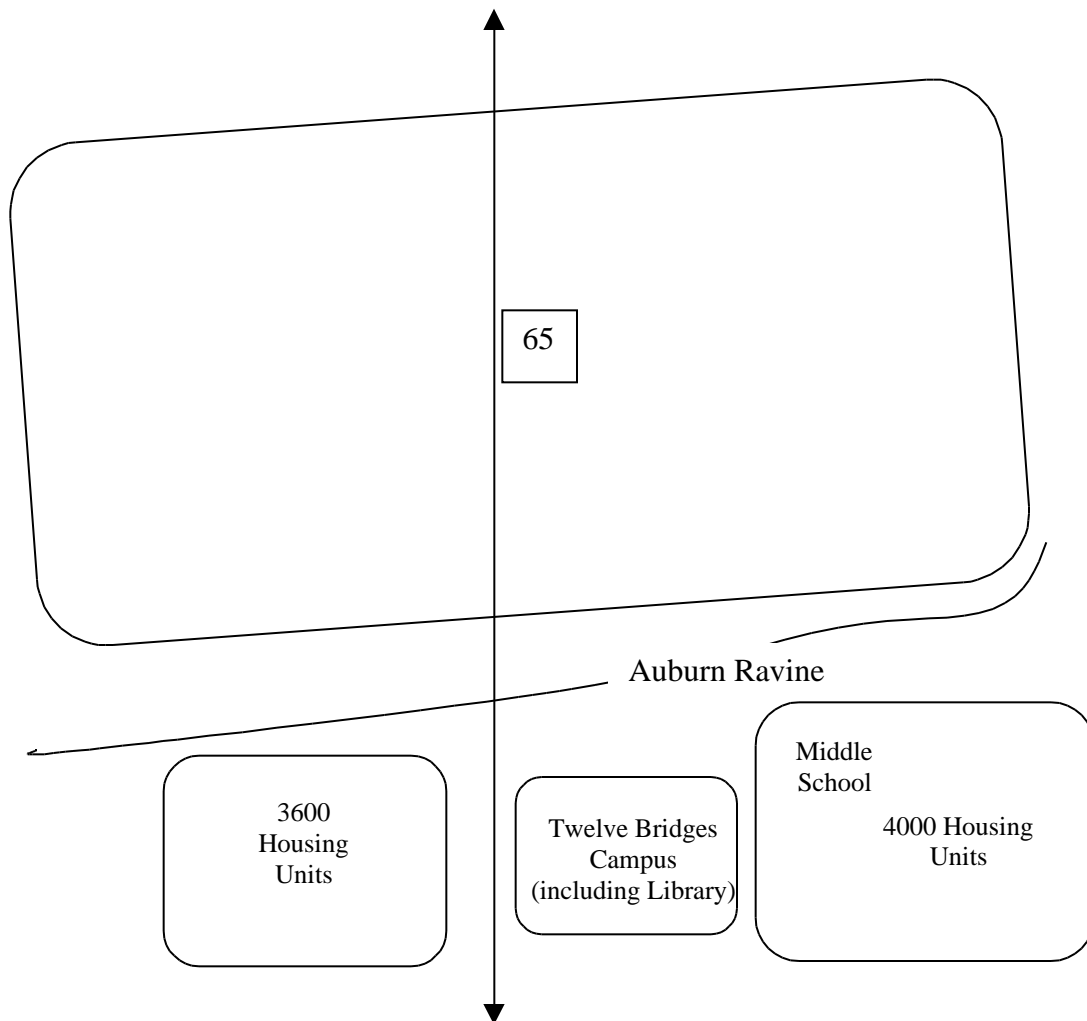 65
Auburn Ravine
3600
Housing
Units
Twelve Bridges
Campus
(including Library)
Middle
School
4000 Housing
Units